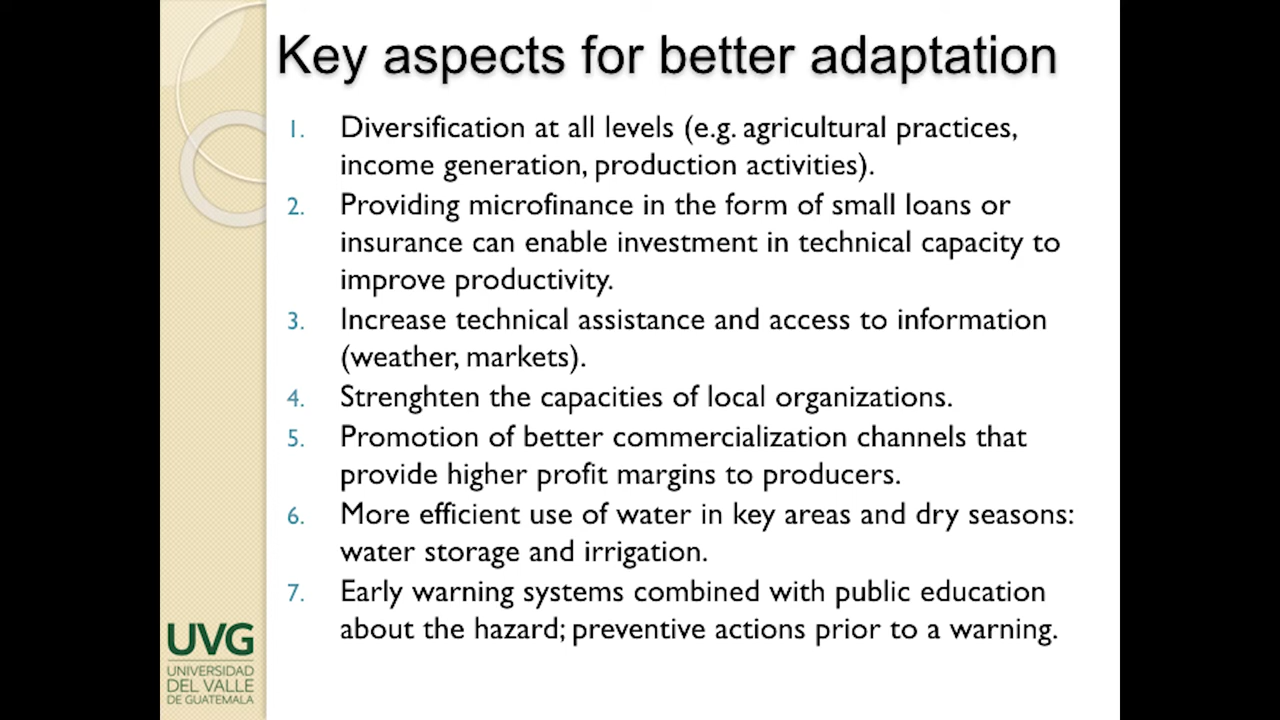 Key aspects for better adaptation
1. Diversification at all levels (e.g. agricultural practices,
income generation, production activities).
2. Providing microfinance in the form of small loans or
insurance can enable investment in technical capacity to
improve productivity.
3. Increase technical assistance and access to information
(weather, markets).
4. Strenghten the capacities of local organizations.
5. Promotion of better commercialization channels that
provide higher profit margins to producers.
6. More efficient use of water in key areas and dry seasons:
water storage and irrigation.
7. Early warning systems combined with public education
about the hazard; preventive actions prior to a warning.
UVG
UNIVERSIDAD
DEL VALLE
DE GUATEMALA